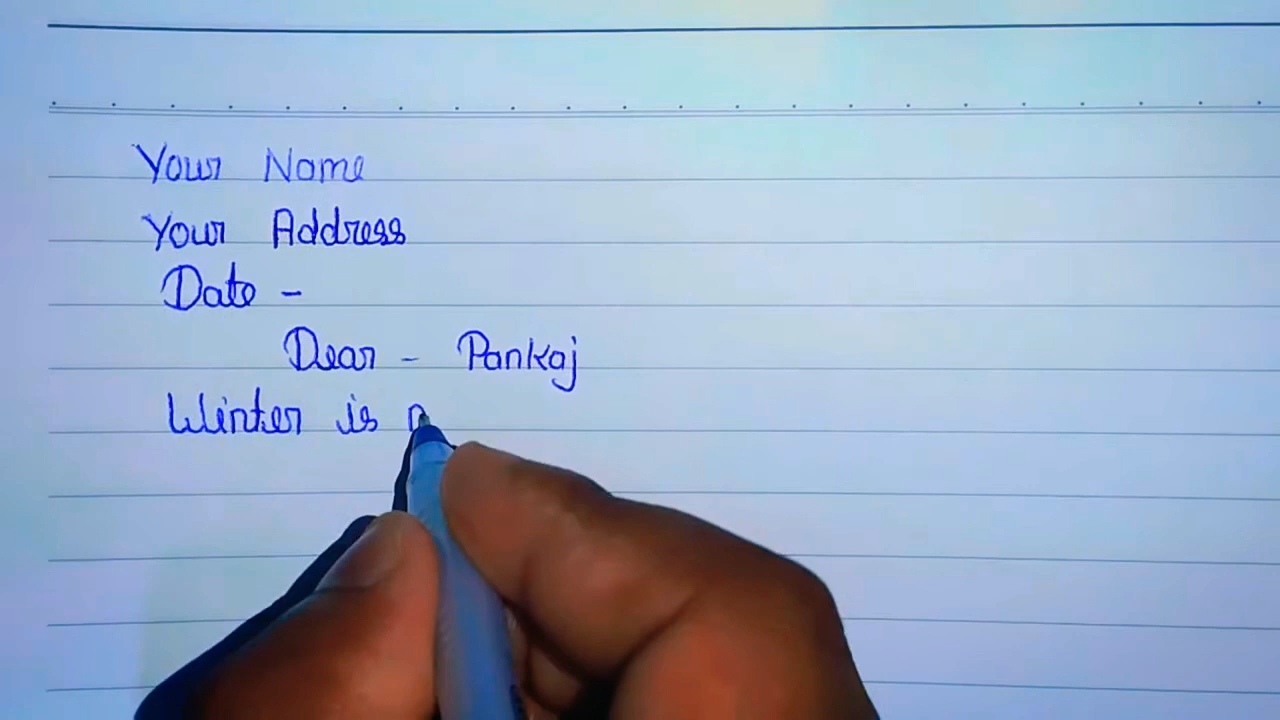 Your Name
Your Address
Date -
Dear - Pankaj
Winter is